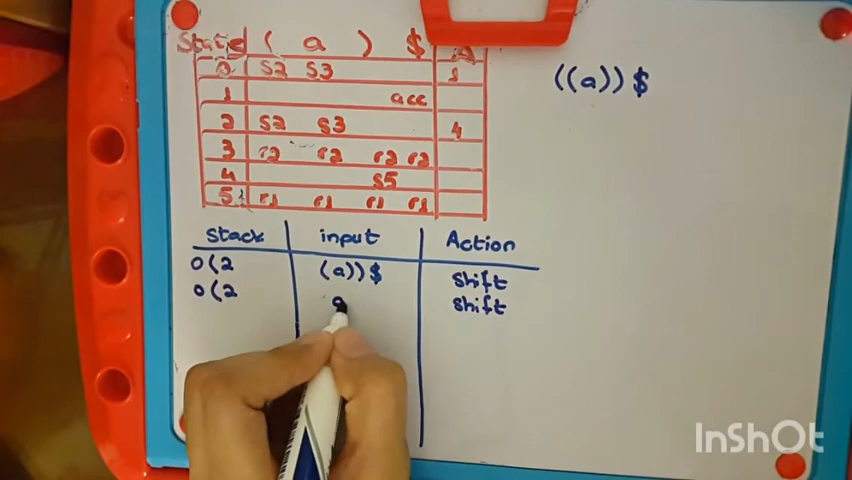 State ( a ) $ A
0 S2 S3 1
1 acc
2 S2 S3 4
3 r2 r2 r2 r2
4 S5
5 r1 r1 r1 r1
((a))$
stack input Action
0(2 (a))$ shift
0(2 a shift
InShOt